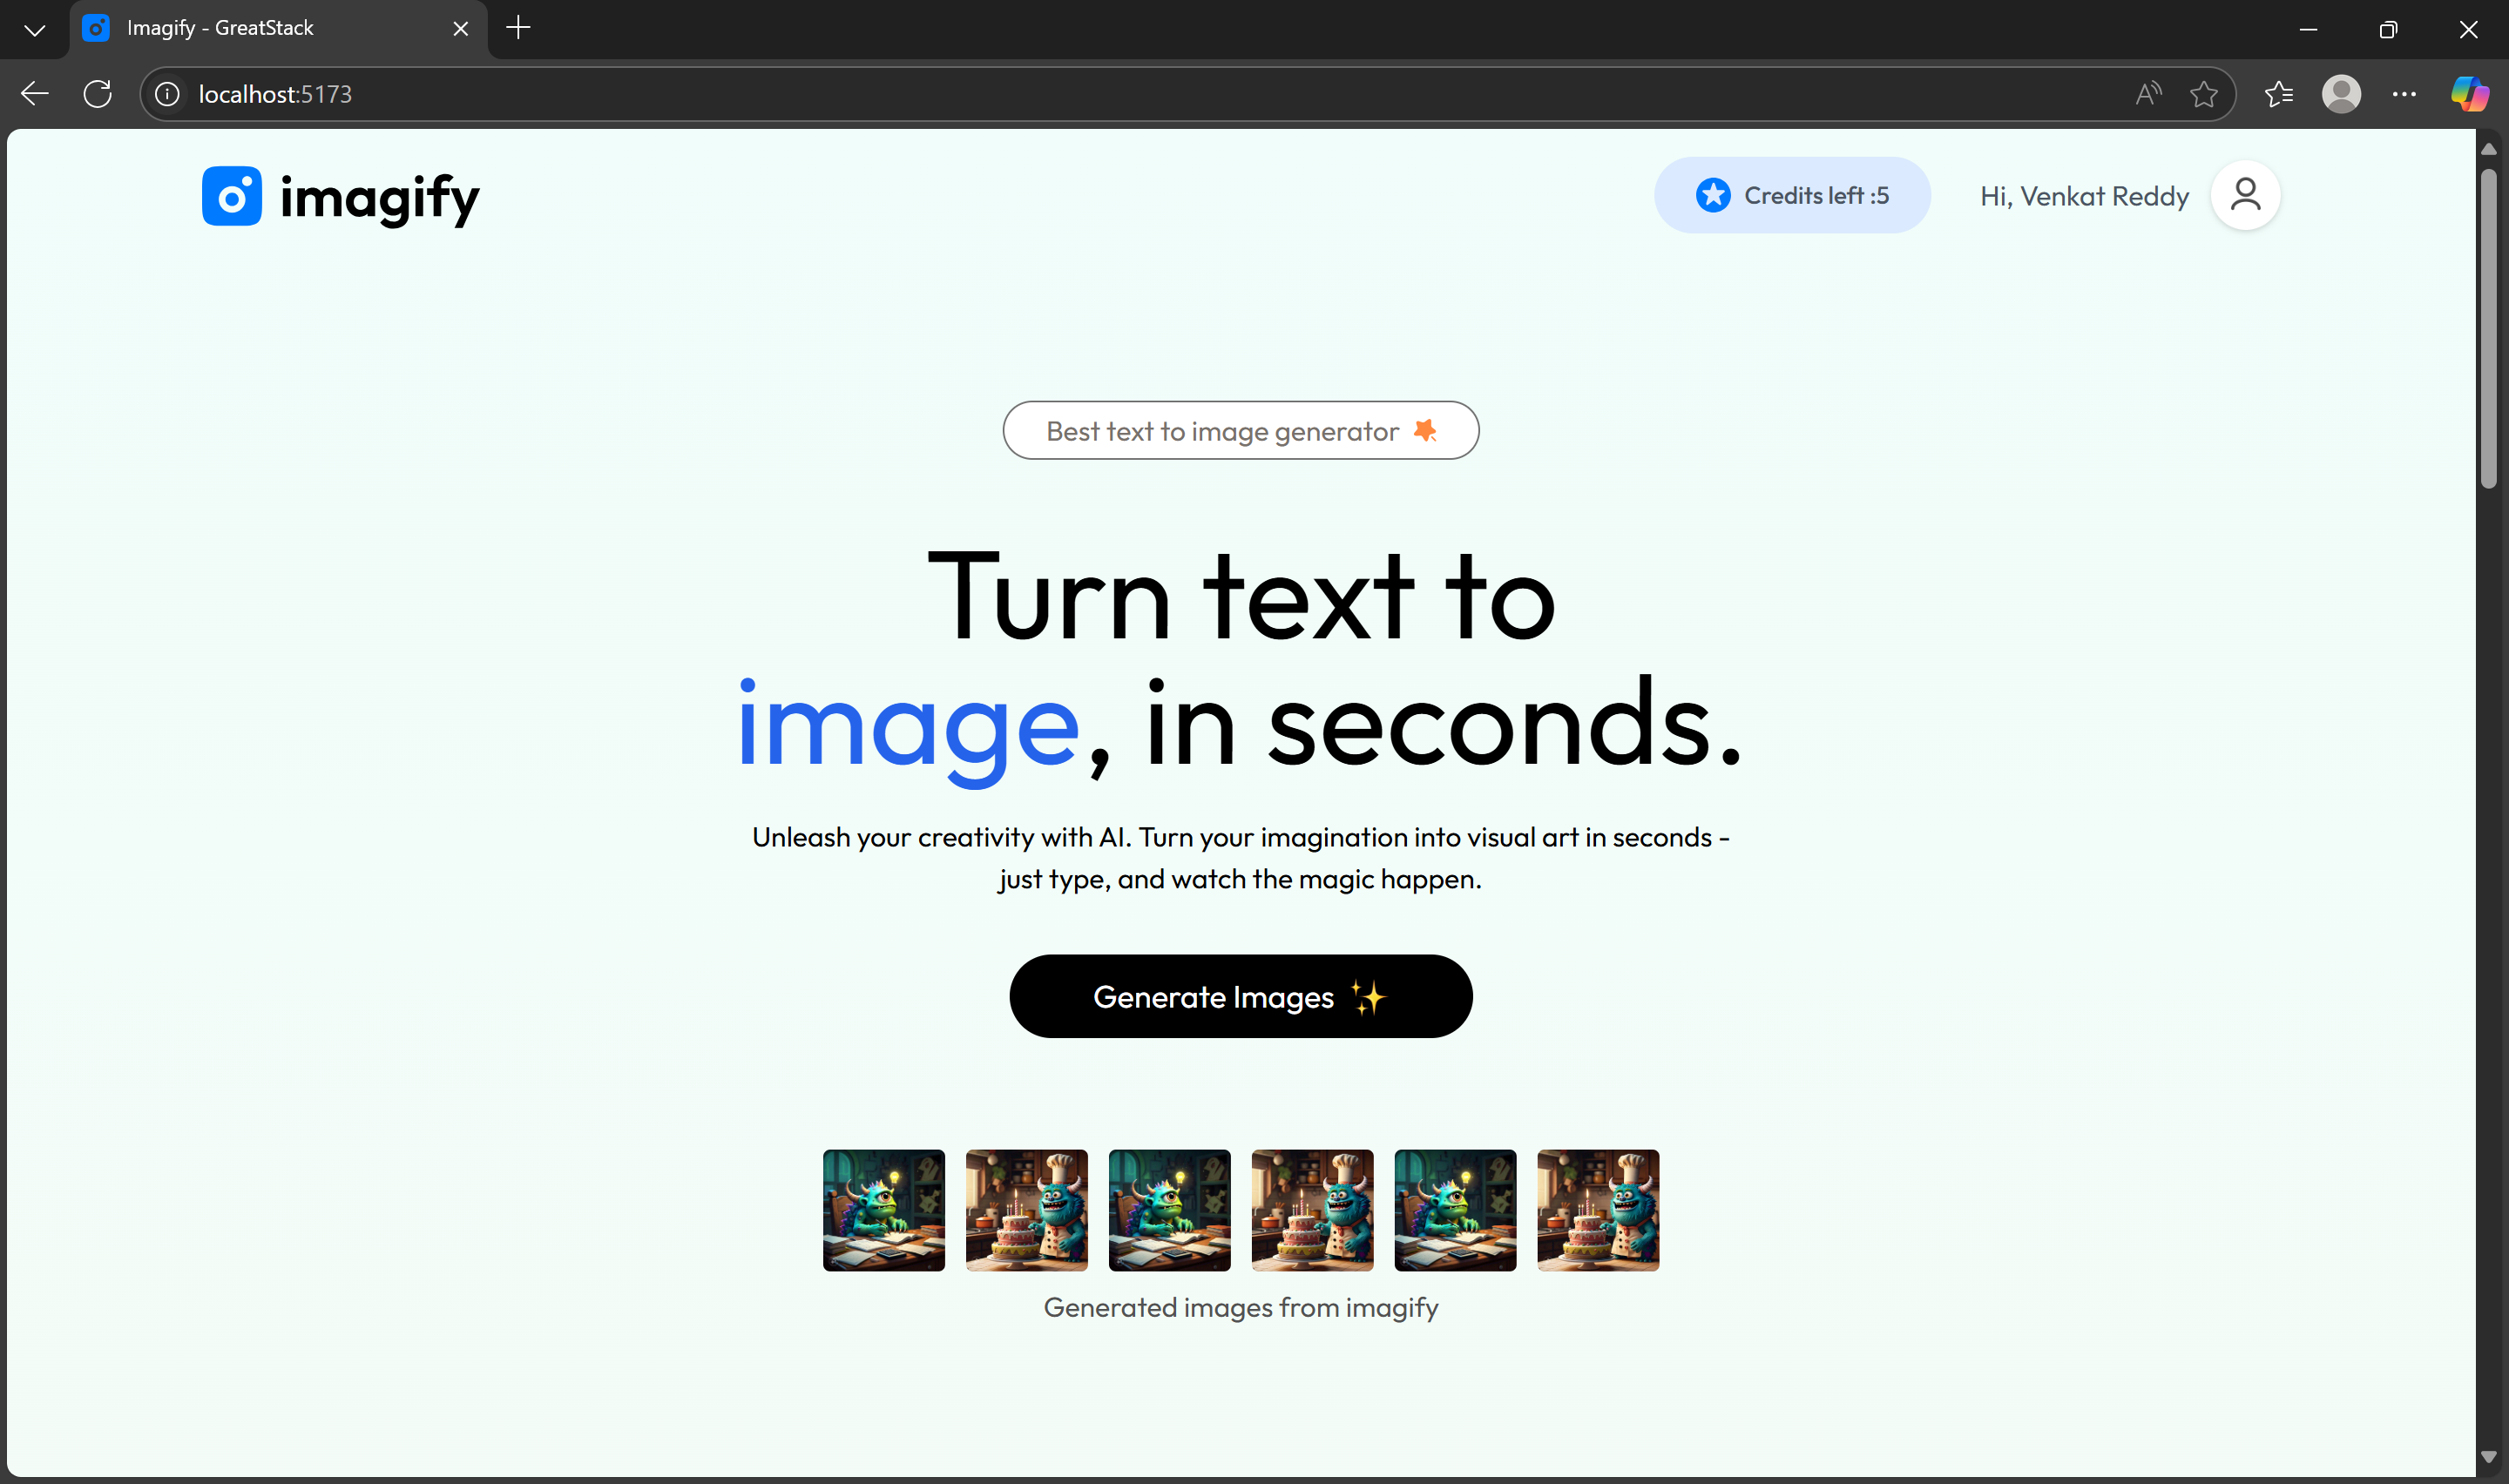 Imagify - GreatStack
localhost:5173
imagify
Credits left :5
Hi, Venkat Reddy
Best text to image generator
Turn text to
image, in seconds.
Unleash your creativity with AI. Turn your imagination into visual art in seconds -
just type, and watch the magic happen.
Generate Images ✨
Generated images from imagify